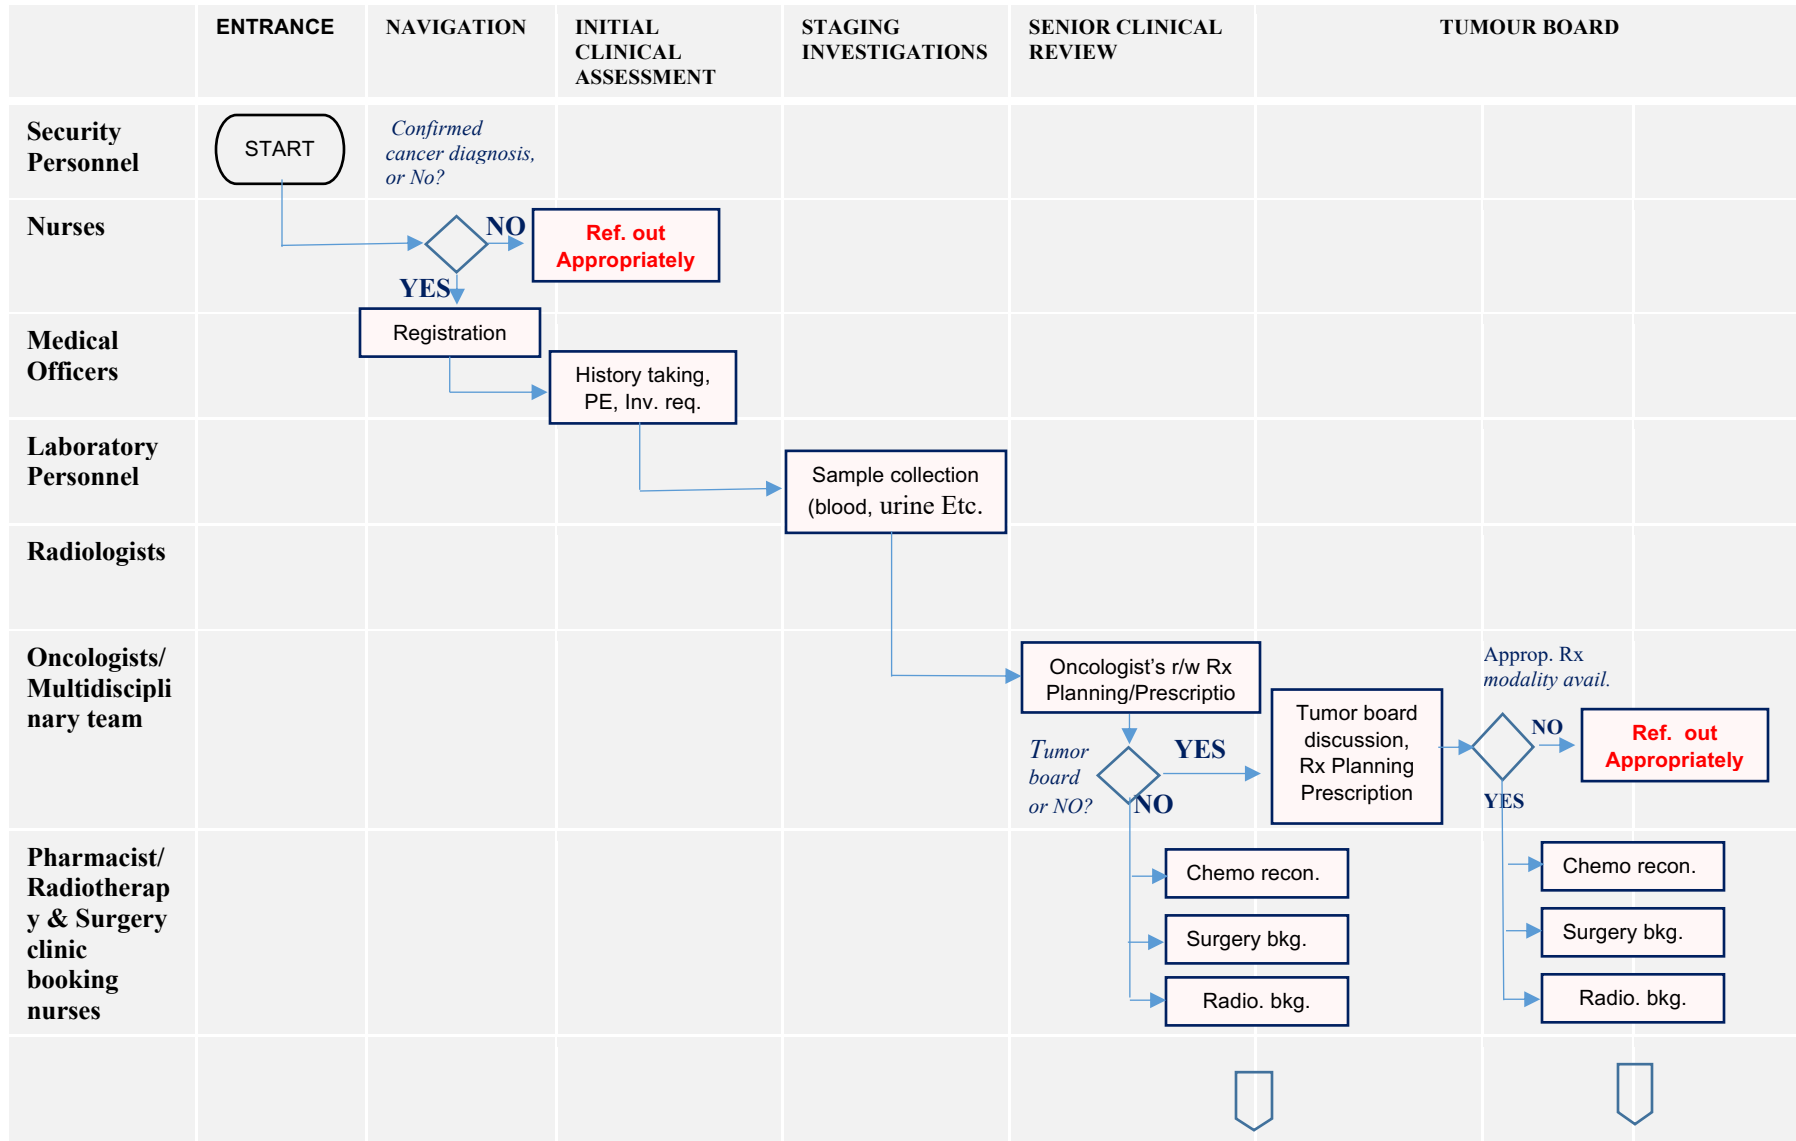 ENTRANCE
NAVIGATION
INITIAL
CLINICAL
ASSESSMENT
STAGING
INVESTIGATIONS
SENIOR CLINICAL
REVIEW
TUMOUR BOARD
Security
Personnel
START
Confirmed
cancer diagnosis,
or No?
Nurses
NO
Ref. out
Appropriately
YES
Medical
Officers
Registration
History taking,
PE, Inv. req.
Laboratory
Personnel
Sample collection
(blood, urine Etc.
Radiologists
Oncologists/
Multidiscipli
nary team
Oncologist’s r/w Rx
Planning/Prescriptio
Tumor
board
or NO?
YES
NO
Tumor board
discussion,
Rx Planning
Prescription
Approp. Rx
modality avail.
NO
YES
Ref. out
Appropriately
Pharmacist/
Radiotherap
y & Surgery
clinic
booking
nurses
Chemo recon.
Surgery bkg.
Radio. bkg.
Chemo recon.
Surgery bkg.
Radio. bkg.